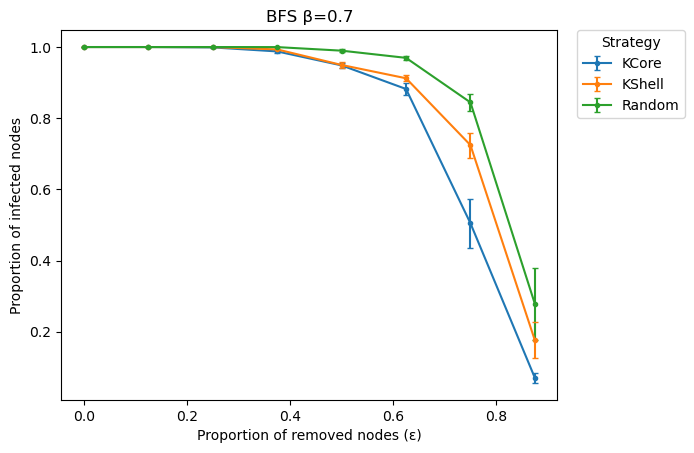 BFS β=0.7
Proportion of infected nodes
1.0
0.8
0.6
0.4
0.2
0.0
0.2
0.4
0.6
0.8
Proportion of removed nodes (ε)
Strategy
KCore
KShell
Random